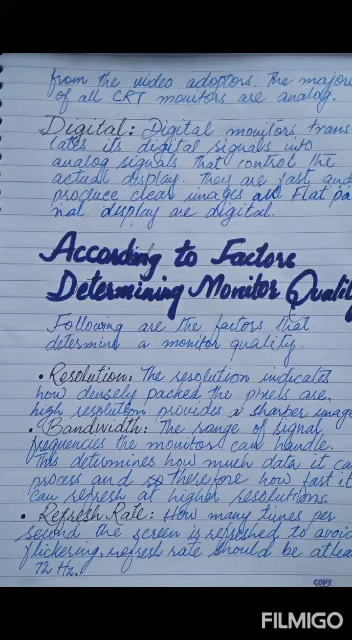 from the video adoptors. The majore
of all CRT monitors are analog.
Digital: Digital monitors trans
lates its digital signals into
analog signals that control the
actual display. They are fast and
produce clear images all Flat pa
nal display are digital.
According to Factors
Determining Monitor Quality
Following are the factors that
determine a monitor quality.
• Resolution: The resolution indicates
how densely packed the pixels are,
high resolution provides a sharper image
• Bandwidth: The range of signal
frequencies the monitor can handle.
This determines how much data it ca
process and so therefore how fast it
can refresh at higher resolutions.
• Refresh Rate: How many times per
second the screen is refreshed to avoid
flickering, refresh rate should be atlea
72 Hz.
COPY
FILMIGO